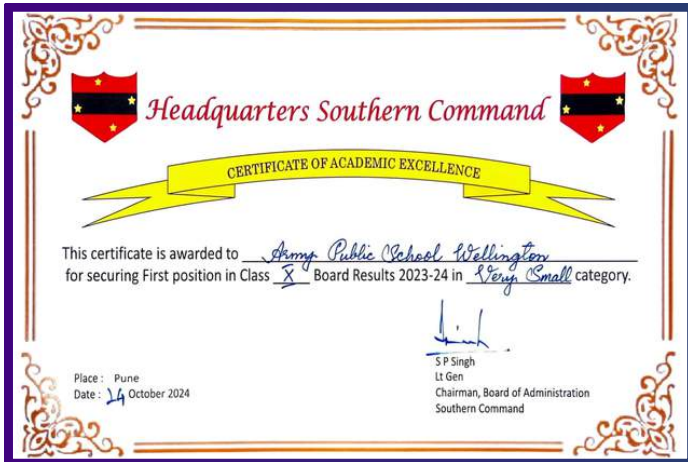 Headquarters Southern Command
CERTIFICATE OF ACADEMIC EXCELLENCE
This certificate is awarded to Army Public School Wellington
for securing First position in Class X Board Results 2023-24 in Very Small category.
S P Singh
Lt Gen
Chairman, Board of Administration
Southern Command
Place : Pune
Date : 24 October 2024